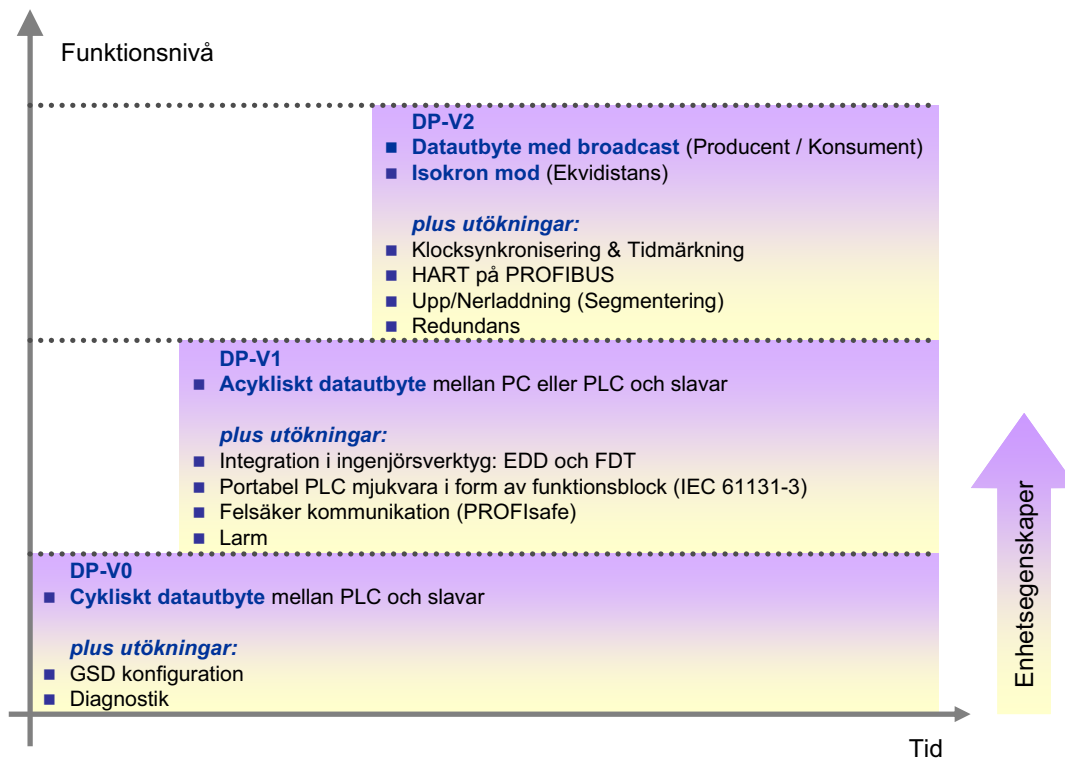 Funktionsnivå
DP-V2
Datautbyte med broadcast (Producent / Konsument)
Isokron mod (Ekvidistans)
plus utökningar:
Klocksynkronisering & Tidmärkning
HART på PROFIBUS
Upp/Nerladdning (Segmentering)
Redundans
DP-V1
Acykliskt datautbyte mellan PC eller PLC och slavar
plus utökningar:
Integration i ingenjörsverktyg: EDD och FDT
Portabel PLC mjukvara i form av funktionsblock (IEC 61131-3)
Felsäker kommunikation (PROFIsafe)
Larm
DP-V0
Cykliskt datautbyte mellan PLC och slavar
plus utökningar:
GSD konfiguration
Diagnostik
Enhetsegenskaper
Tid